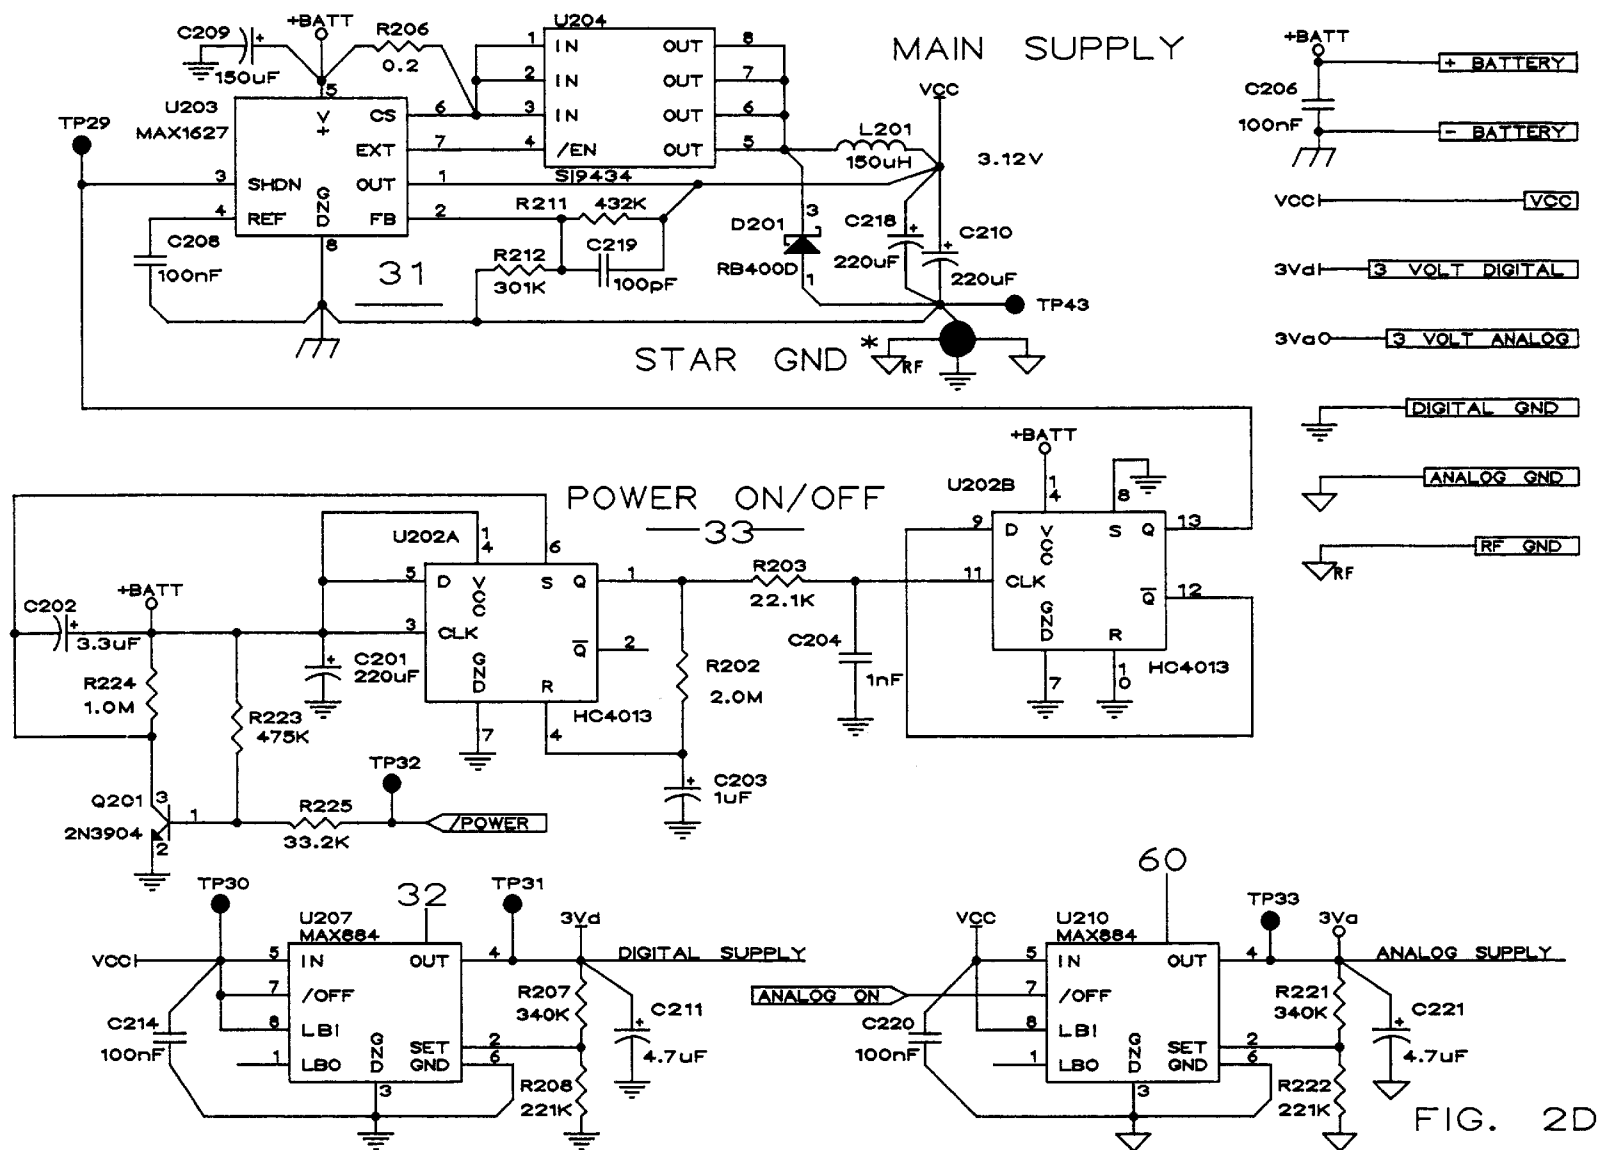 MAIN SUPPLY
+BATT
C209
150uF
R206
0.2
U204
1 IN OUT 8
2 IN OUT 7
3 IN OUT 6
4 /EN OUT 5
SI9434
U203
MAX1627
5
V+
CS 6
EXT 7
3 SHDN OUT 1
4 REF FB 2
GND
8
TP29
C208
100nF
31
R211
432K
R212
301K
C219
100pF
L201
150uH
VCC
3.12V
D201
3
RB400D
1
C218
220uF
C210
220uF
TP43
STAR GND
*
RF
+BATT
+ BATTERY
C206
100nF
- BATTERY
VCC VCC
3Vd 3 VOLT DIGITAL
3Va 3 VOLT ANALOG
DIGITAL GND
ANALOG GND
RF GND
RF
POWER ON/OFF
33
U202A
14
6
5 D VCC S Q 1
3 CLK
Q 2
GND R
HC4013
7
4
+BATT
C202
3.3uF
R224
1.0M
R223
475K
C201
220uF
Q201
2N3904
3
1
2
R225
33.2K
TP32
/POWER
R202
2.0M
C203
1uF
R203
22.1K
C204
1nF
+BATT
U202B
14
8
9 D VCC S Q 13
11 CLK
Q 12
GND R
HC4013
7
10
TP30
32
TP31
3Vd
U207
MAX884
VCC
5 IN OUT 4
DIGITAL SUPPLY
7 /OFF
8 LBI
1 LBO
GND
SET 2
GND 6
3
C214
100nF
R207
340K
R208
221K
C211
4.7uF
60
TP33
3Va
VCC
U210
MAX884
5 IN OUT 4
ANALOG SUPPLY
ANALOG ON
7 /OFF
8 LBI
1 LBO
GND
SET 2
GND 6
3
C220
100nF
R221
340K
R222
221K
C221
4.7uF
FIG. 2D